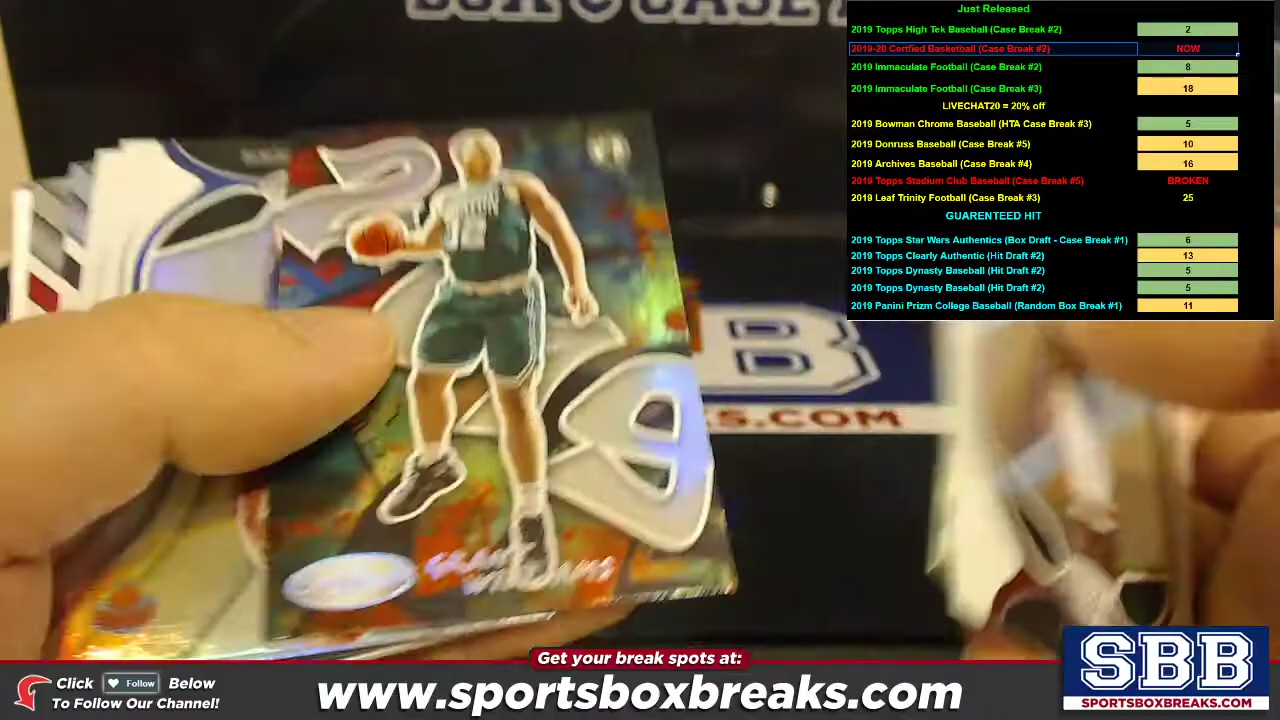 BOX & CASE
Just Released
2019 Topps High Tek Baseball (Case Break #2) 2
2019-20 Certfied Basketball (Case Break #2) NOW
2019 Immaculate Football (Case Break #2) 8
2019 Immaculate Football (Case Break #3) 18
LIVECHAT20 = 20% off
2019 Bowman Chrome Baseball (HTA Case Break #3) 5
2019 Donruss Baseball (Case Break #5) 10
2019 Archives Baseball (Case Break #4) 16
2019 Topps Stadium Club Baseball (Case Break #5) BROKEN
2019 Leaf Trinity Football (Case Break #3) 25
GUARENTEED HIT
2019 Topps Star Wars Authentics (Box Draft - Case Break #1) 6
2019 Topps Clearly Authentic (Hit Draft #2) 13
2019 Topps Dynasty Baseball (Hit Draft #2) 5
2019 Topps Dynasty Baseball (Hit Draft #2) 5
2019 Panini Prizm College Baseball (Random Box Break #1) 11
12
B
S.COM
GRANT
WILLIAMS
Get your break spots at:
Click Follow Below
To Follow Our Channel!
www.sportsboxbreaks.com
SBB
SPORTSBOXBREAKS.COM